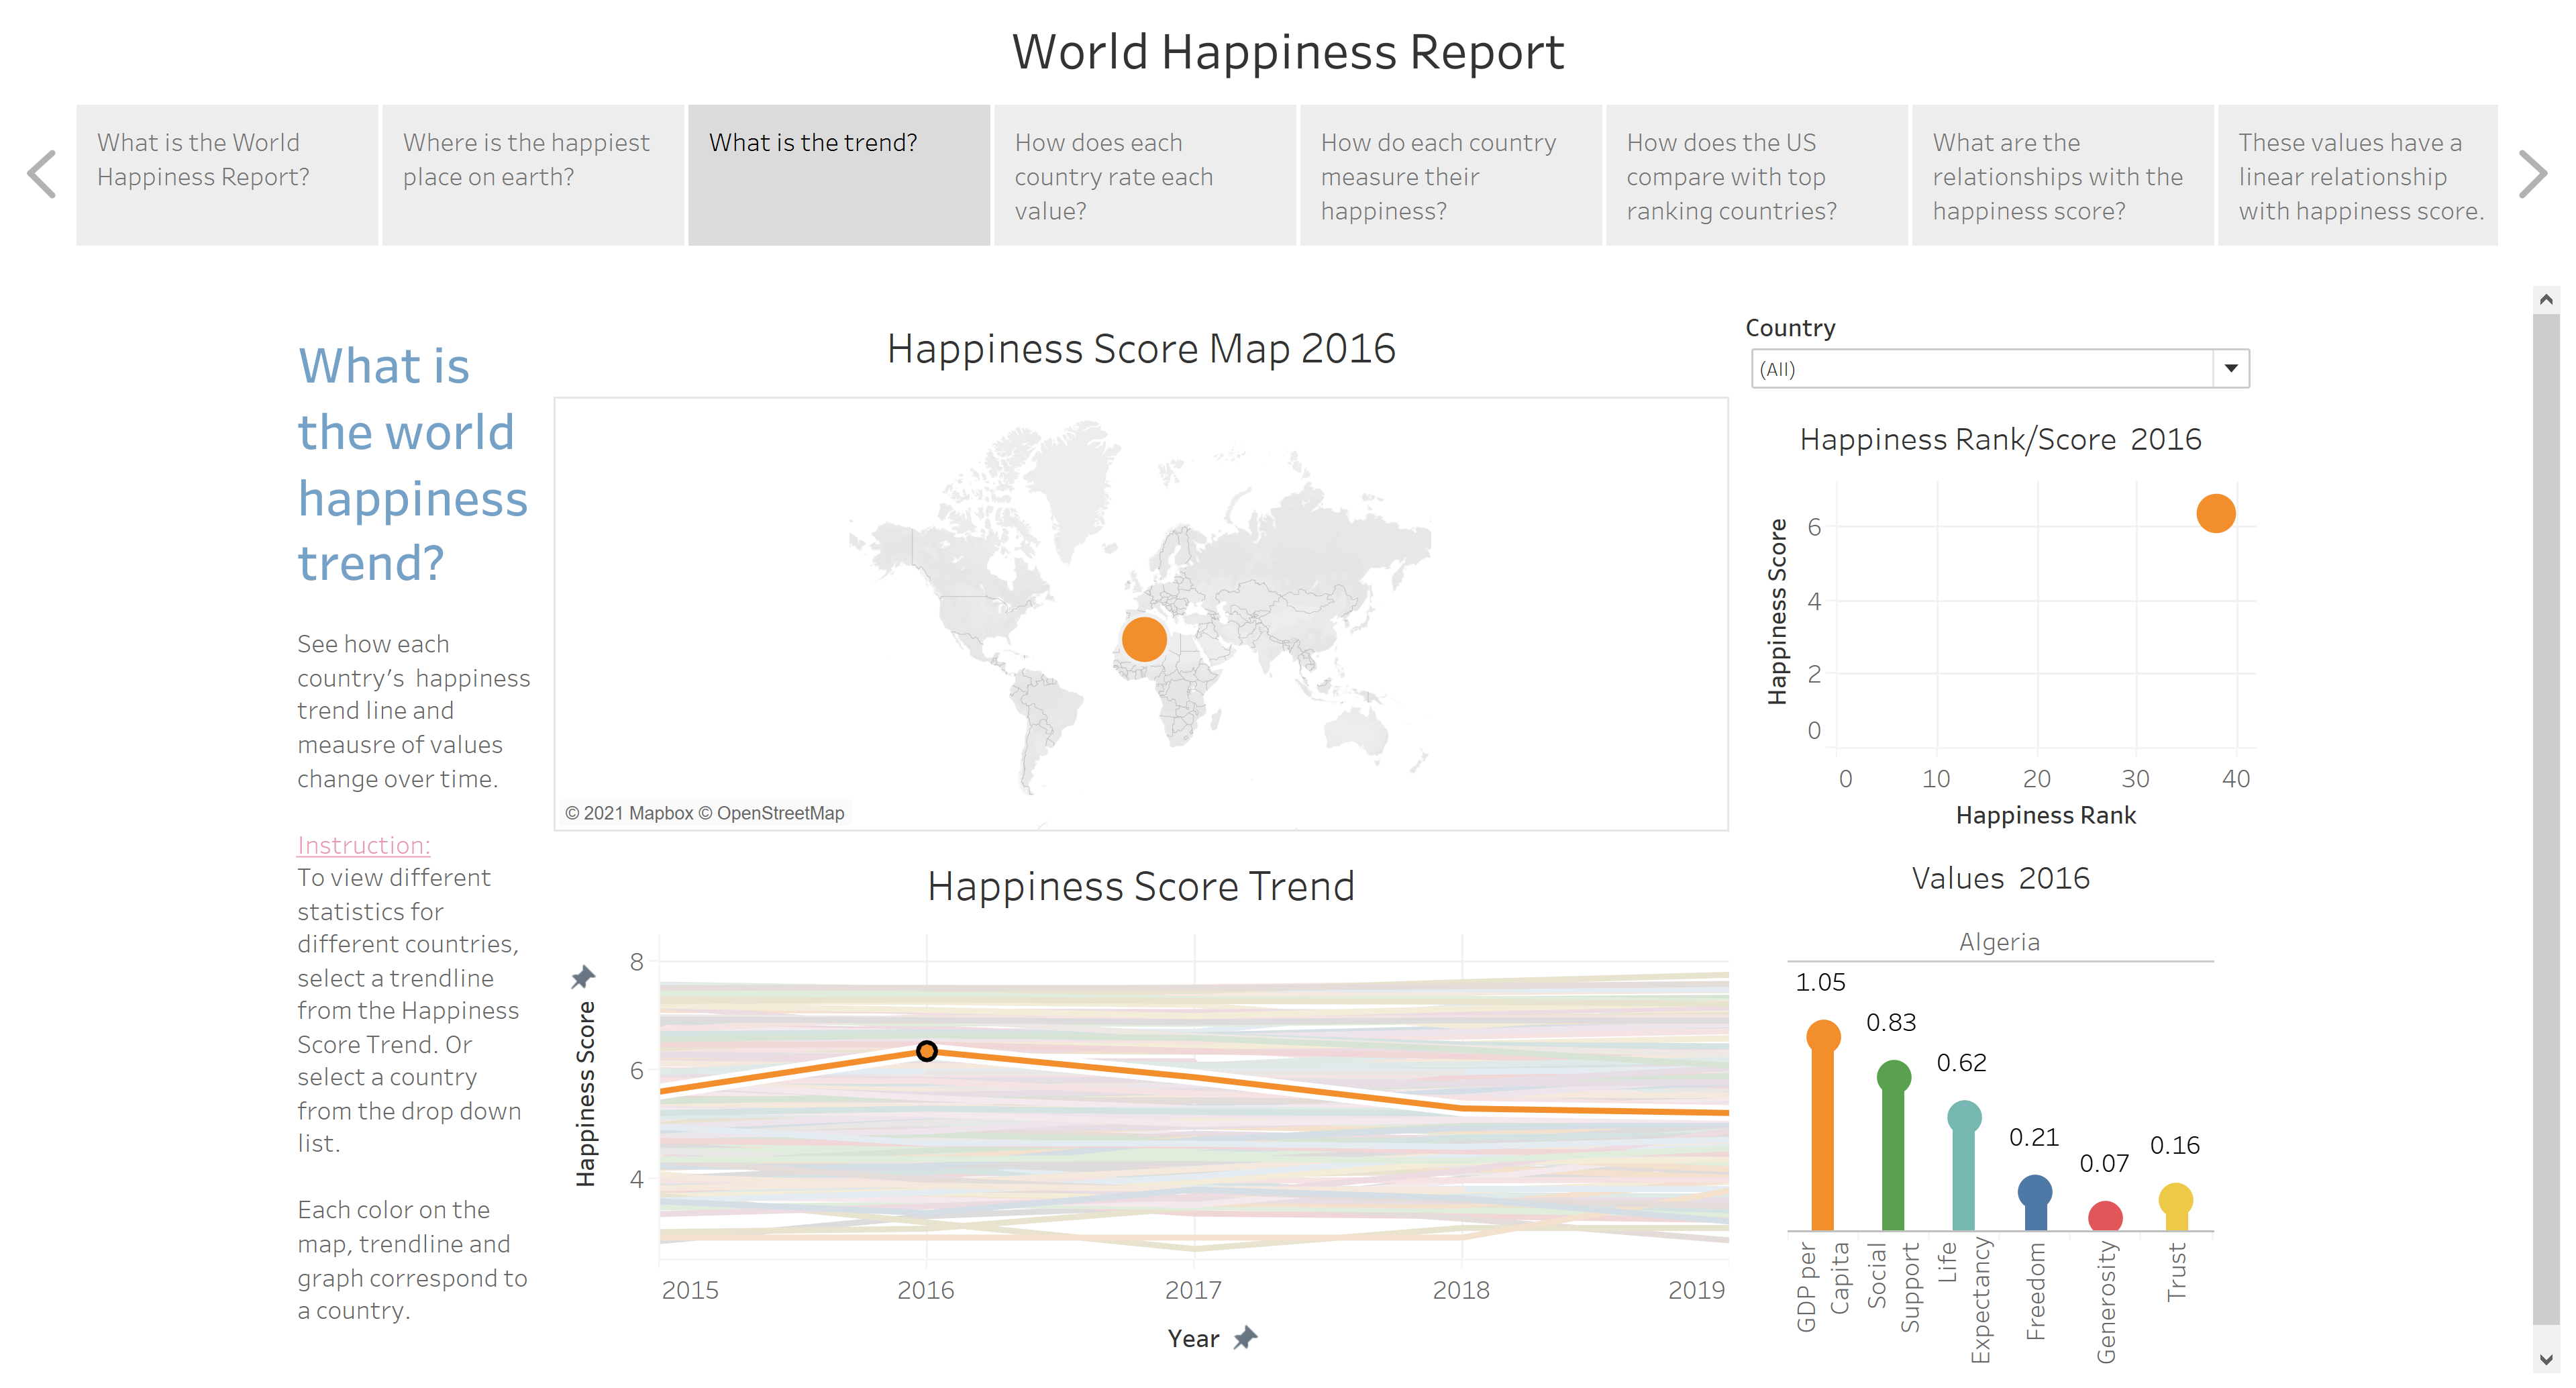 World Happiness Report
What is the World
Happiness Report?
Where is the happiest
place on earth?
What is the trend?
How does each
country rate each
value?
How do each country
measure their
happiness?
How does the US
compare with top
ranking countries?
What are the
relationships with the
happiness score?
These values have a
linear relationship
with happiness score.
What is
the world
happiness
trend?
See how each
country's  happiness
trend line and
meausre of values
change over time.
Instruction:
To view different
statistics for
different countries,
select a trendline
from the Happiness
Score Trend. Or
select a country
from the drop down
list.
Each color on the
map, trendline and
graph correspond to
a country.
Happiness Score Map 2016
© 2021 Mapbox © OpenStreetMap
Happiness Score Trend
Happiness Score
8
6
4
2015 2016 2017 2018 2019
Year
Country
(All)
Happiness Rank/Score  2016
Happiness Score
6
4
2
0
0 10 20 30 40
Happiness Rank
Values  2016
Algeria
1.05
0.83
0.62
0.21
0.07
0.16
GDP per
Capita
Social
Support
Life
Expectancy
Freedom
Generosity
Trust